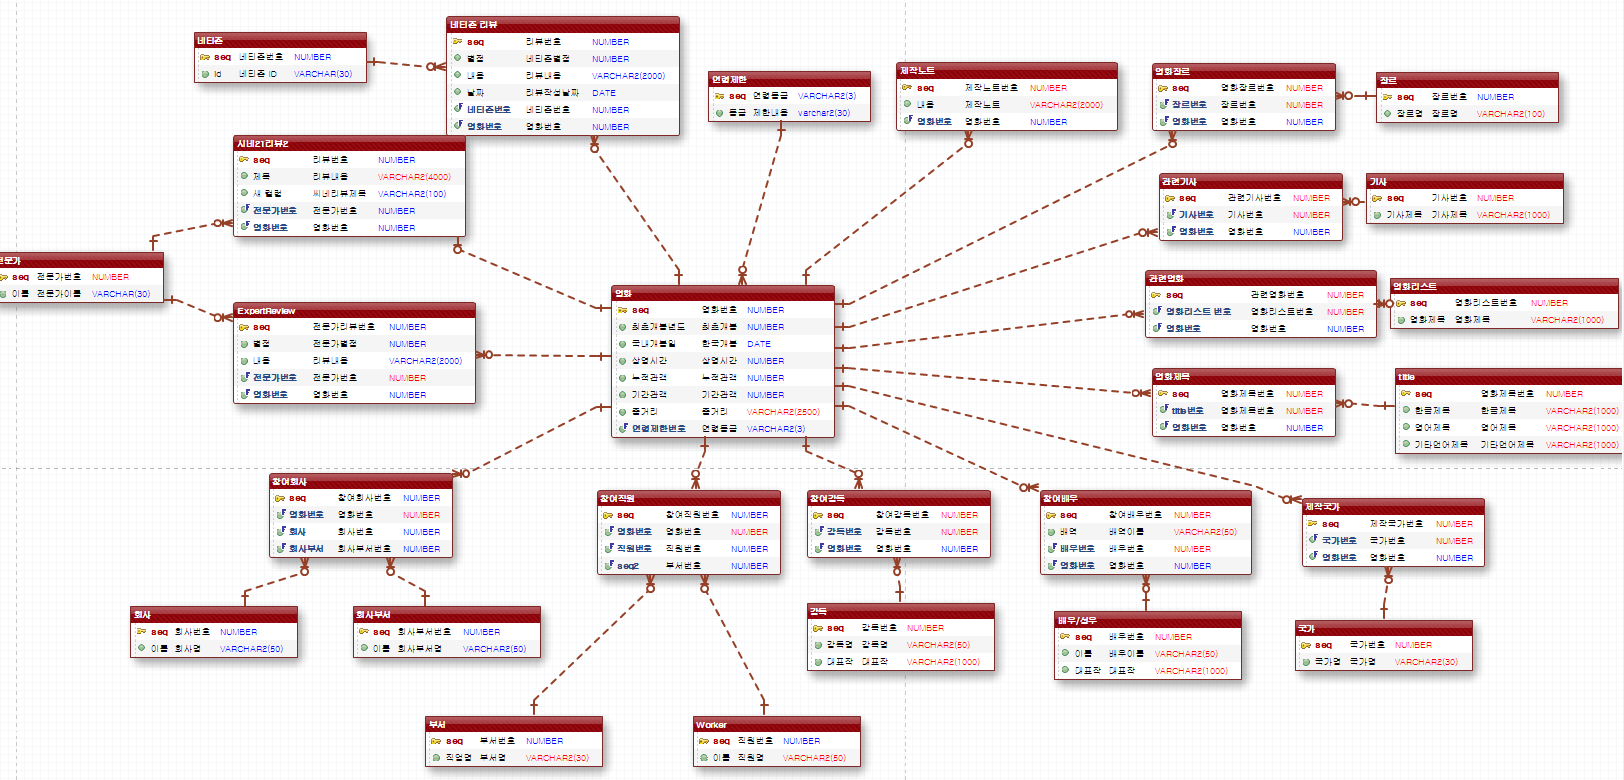 네티즌
seq 네티즌번호 NUMBER
id 네티즌 ID VARCHAR(30)
네티즌 리뷰
seq 리뷰번호 NUMBER
별점 네티즌별점 NUMBER
내용 리뷰내용 VARCHAR2(2000)
날짜 리뷰작성날짜 DATE
네티즌번호 네티즌번호 NUMBER
영화번호 영화번호 NUMBER
연령제한
seq 연령등급 VARCHAR2(3)
등급 제한내용 varchar2(30)
제작노트
seq 제작노트번호 NUMBER
내용 제작노트 VARCHAR2(2000)
영화번호 영화번호 NUMBER
영화장르
seq 영화장르번호 NUMBER
장르번호 장르번호 NUMBER
영화번호 영화번호 NUMBER
장르
seq 장르번호 NUMBER
장르명 장르명 VARCHAR2(100)
씨네21리뷰2
seq 리뷰번호 NUMBER
제목 리뷰내용 VARCHAR2(4000)
새 컬럼 씨네리뷰제목 VARCHAR2(100)
전문가번호 전문가번호 NUMBER
영화번호 영화번호 NUMBER
관련기사
seq 관련기사번호 NUMBER
기사번호 기사번호 NUMBER
영화번호 영화번호 NUMBER
기사
seq 기사번호 NUMBER
기사제목 기사제목 VARCHAR2(1000)
전문가
seq 전문가번호 NUMBER
이름 전문가이름 VARCHAR(30)
ExpertReview
seq 전문가리뷰번호 NUMBER
별점 전문가별점 NUMBER
내용 리뷰내용 VARCHAR2(2000)
전문가번호 전문가번호 NUMBER
영화번호 영화번호 NUMBER
영화
seq 영화번호 NUMBER
최초개봉년도 최초개봉 NUMBER
국내개봉일 한국개봉 DATE
상영시간 상영시간 NUMBER
누적관객 누적관객 NUMBER
기간관객 기간관객 NUMBER
줄거리 줄거리 VARCHAR2(2500)
연령제한번호 연령등급 VARCHAR2(3)
관련영화
seq 관련영화번호 NUMBER
영화리스트 번호 영화리스트번호 NUMBER
영화번호 영화번호 NUMBER
영화리스트
seq 영화리스트번호 NUMBER
영화제목 영화제목 VARCHAR2(1000)
영화제목
seq 영화제목번호 NUMBER
title번호 영화제목번호 NUMBER
영화번호 영화번호 NUMBER
title
seq 영화제목번호 NUMBER
한글제목 한글제목 VARCHAR2(1000)
영어제목 영어제목 VARCHAR2(1000)
기타언어제목 기타언어제목 VARCHAR2(1000)
참여회사
seq 참여회사번호 NUMBER
영화번호 영화번호 NUMBER
회사 회사번호 NUMBER
회사부서 회사부서번호 NUMBER
참여직원
seq 참여직원번호 NUMBER
영화번호 영화번호 NUMBER
직원번호 직원번호 NUMBER
seq2 부서번호 NUMBER
참여감독
seq 참여감독번호 NUMBER
감독번호 감독번호 NUMBER
영화번호 영화번호 NUMBER
참여배우
seq 참여배우번호 NUMBER
배역 배역이름 VARCHAR2(50)
배우번호 배우번호 NUMBER
영화번호 영화번호 NUMBER
제작국가
seq 제작국가번호 NUMBER
국가번호 국가번호 NUMBER
영화번호 영화번호 NUMBER
회사
seq 회사번호 NUMBER
이름 회사명 VARCHAR2(50)
회사부서
seq 회사부서번호 NUMBER
이름 회사부서명 VARCHAR2(50)
감독
seq 감독번호 NUMBER
감독명 감독명 VARCHAR2(50)
대표작 대표작 VARCHAR2(1000)
배우/성우
seq 배우번호 NUMBER
이름 배우이름 VARCHAR2(50)
대표작 대표작 VARCHAR2(1000)
국가
seq 국가번호 NUMBER
국가명 국가명 VARCHAR2(30)
부서
seq 부서번호 NUMBER
직업명 부서명 VARCHAR2(30)
Worker
seq 직원번호 NUMBER
이름 직원명 VARCHAR2(50)